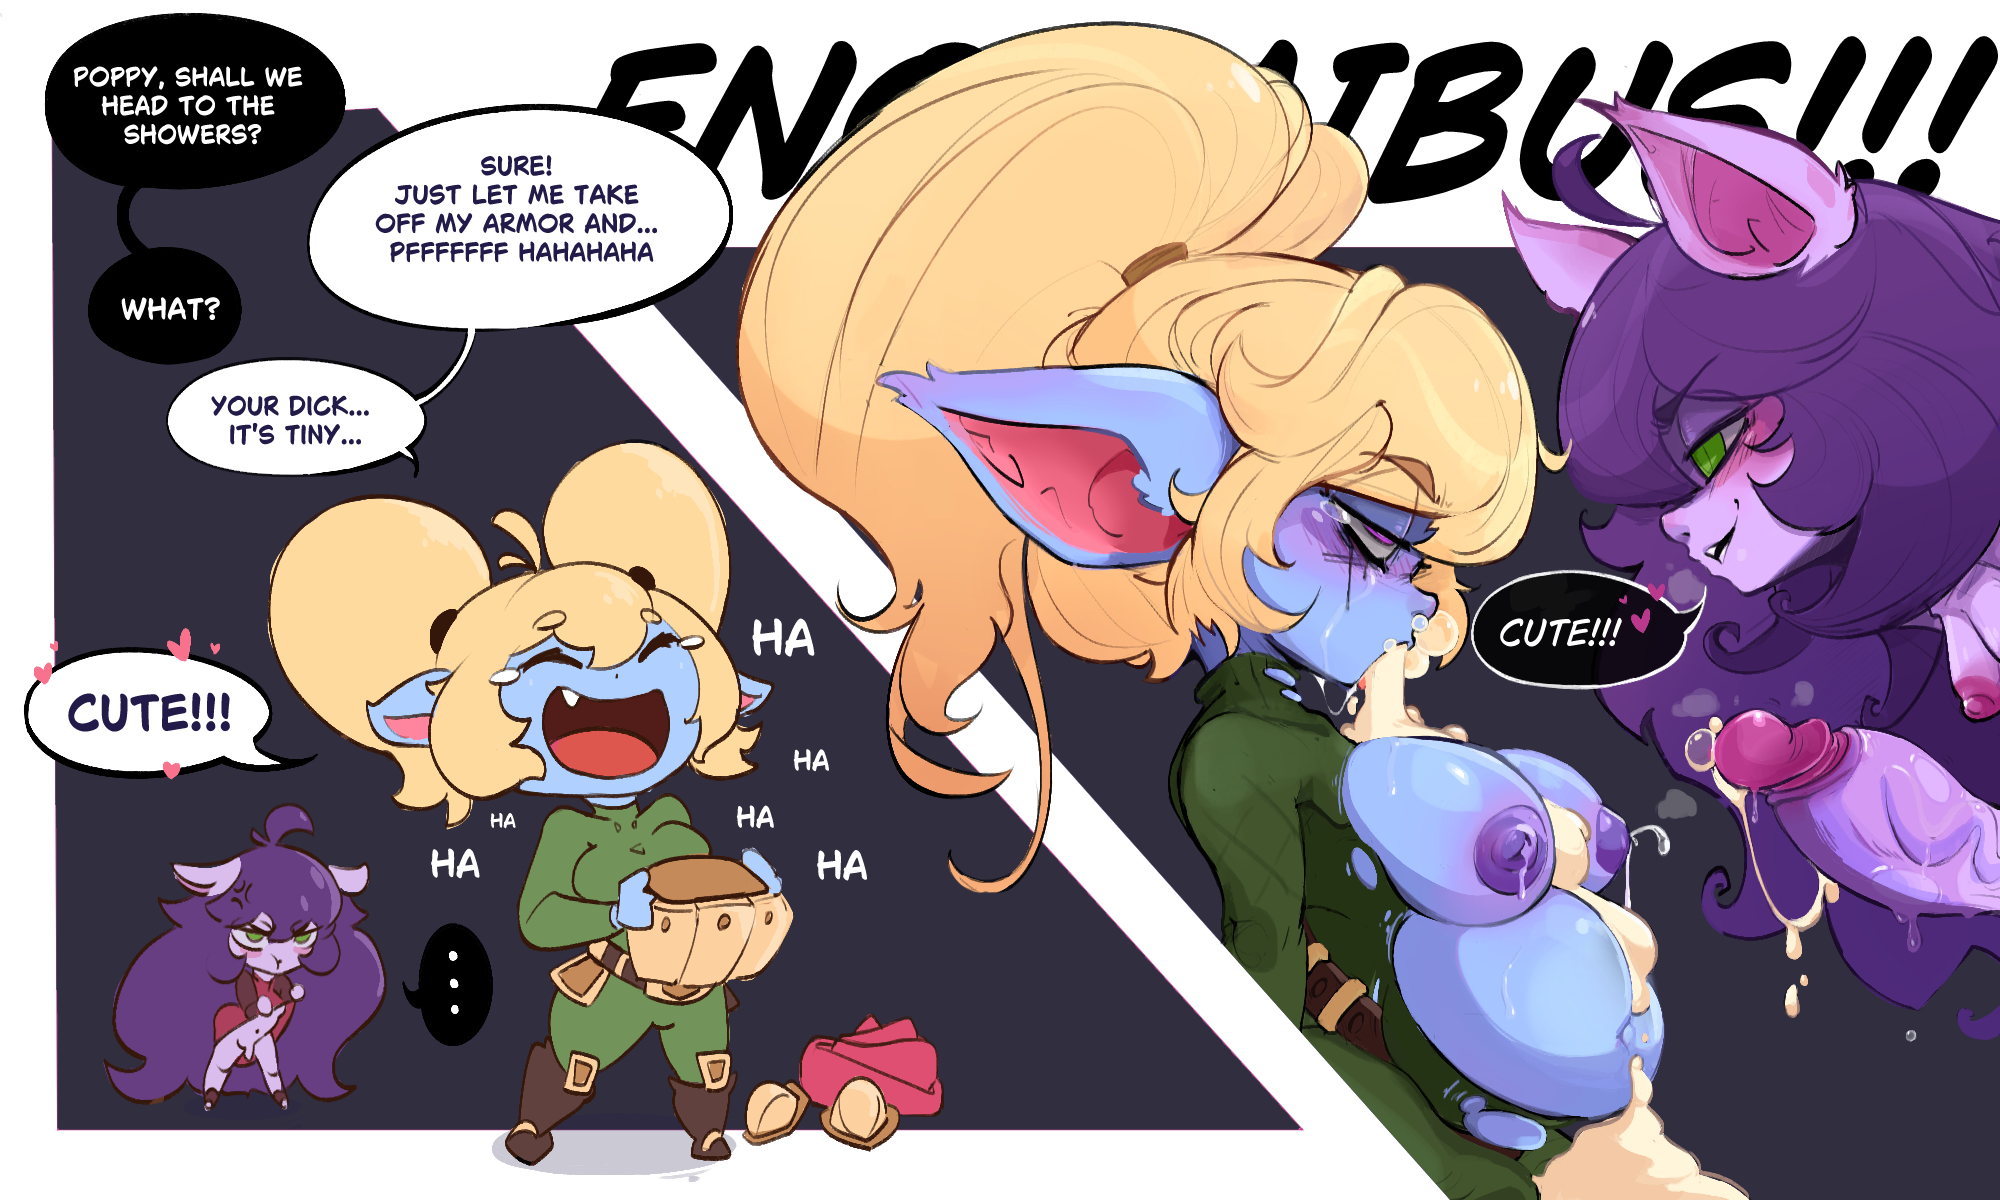 POPPY, SHALL WE
HEAD TO THE
SHOWERS?
WHAT?
SURE!
JUST LET ME TAKE
OFF MY ARMOR AND...
PFFFFFFF HAHAHAHA
YOUR DICK...
IT'S TINY...
CUTE!!!
HA
HA
HA
HA
HA
HA
...
CUTE!!!